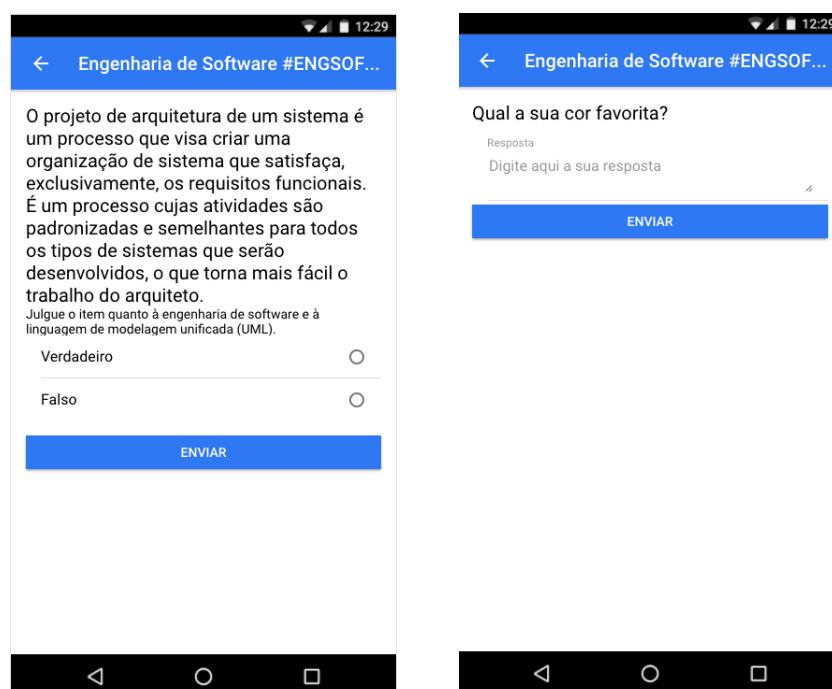 12:29
Engenharia de Software #ENGSOF...
O projeto de arquitetura de um sistema é
um processo que visa criar uma
organização de sistema que satisfaça,
exclusivamente, os requisitos funcionais.
É um processo cujas atividades são
padronizadas e semelhantes para todos
os tipos de sistemas que serão
desenvolvidos, o que torna mais fácil o
trabalho do arquiteto.
Julgue o item quanto à engenharia de software e à
linguagem de modelagem unificada (UML).
Verdadeiro
Falso
ENVIAR
12:29
Engenharia de Software #ENGSOF...
Qual a sua cor favorita?
Resposta
Digite aqui a sua resposta
ENVIAR